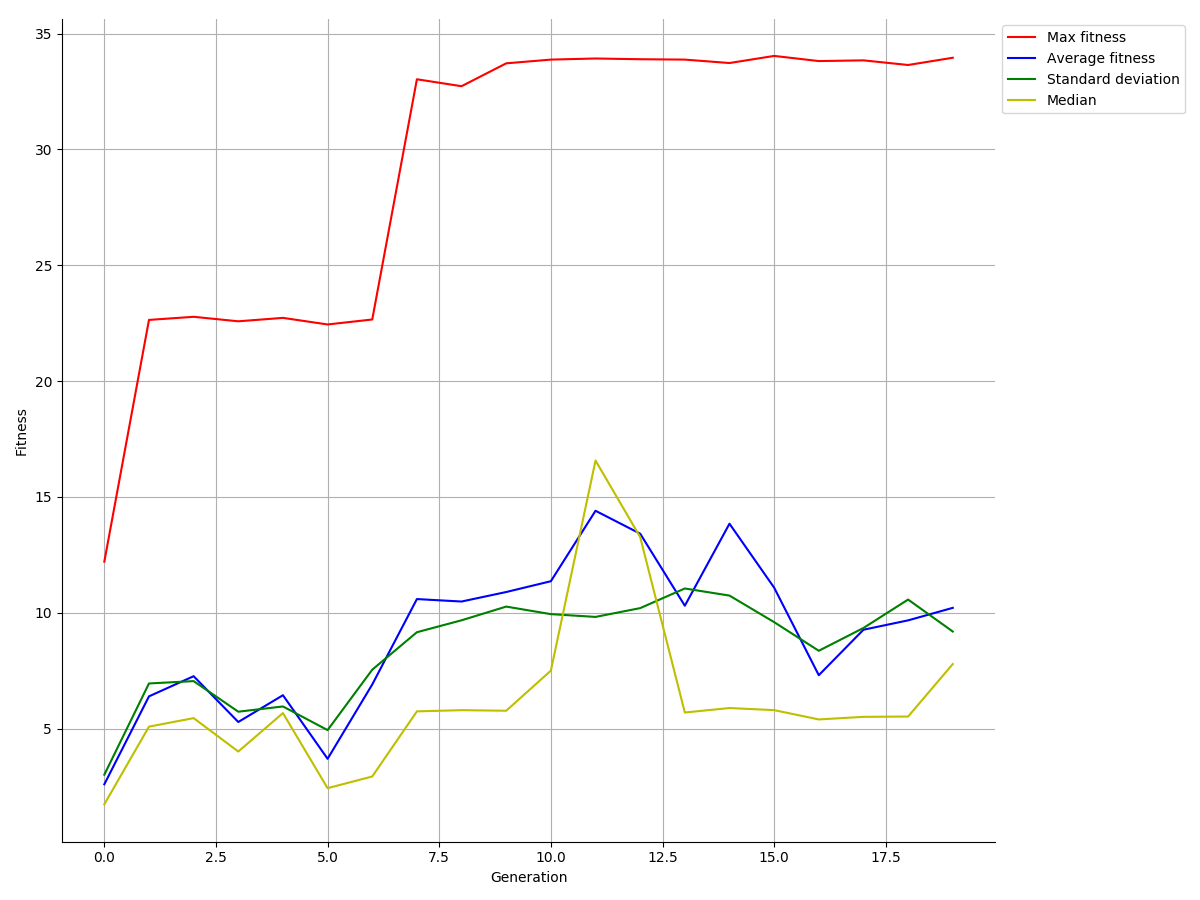 35
30
25
20
15
10
5
Fitness
0.0 2.5 5.0 7.5 10.0 12.5 15.0 17.5
Generation
Max fitness
Average fitness
Standard deviation
Median